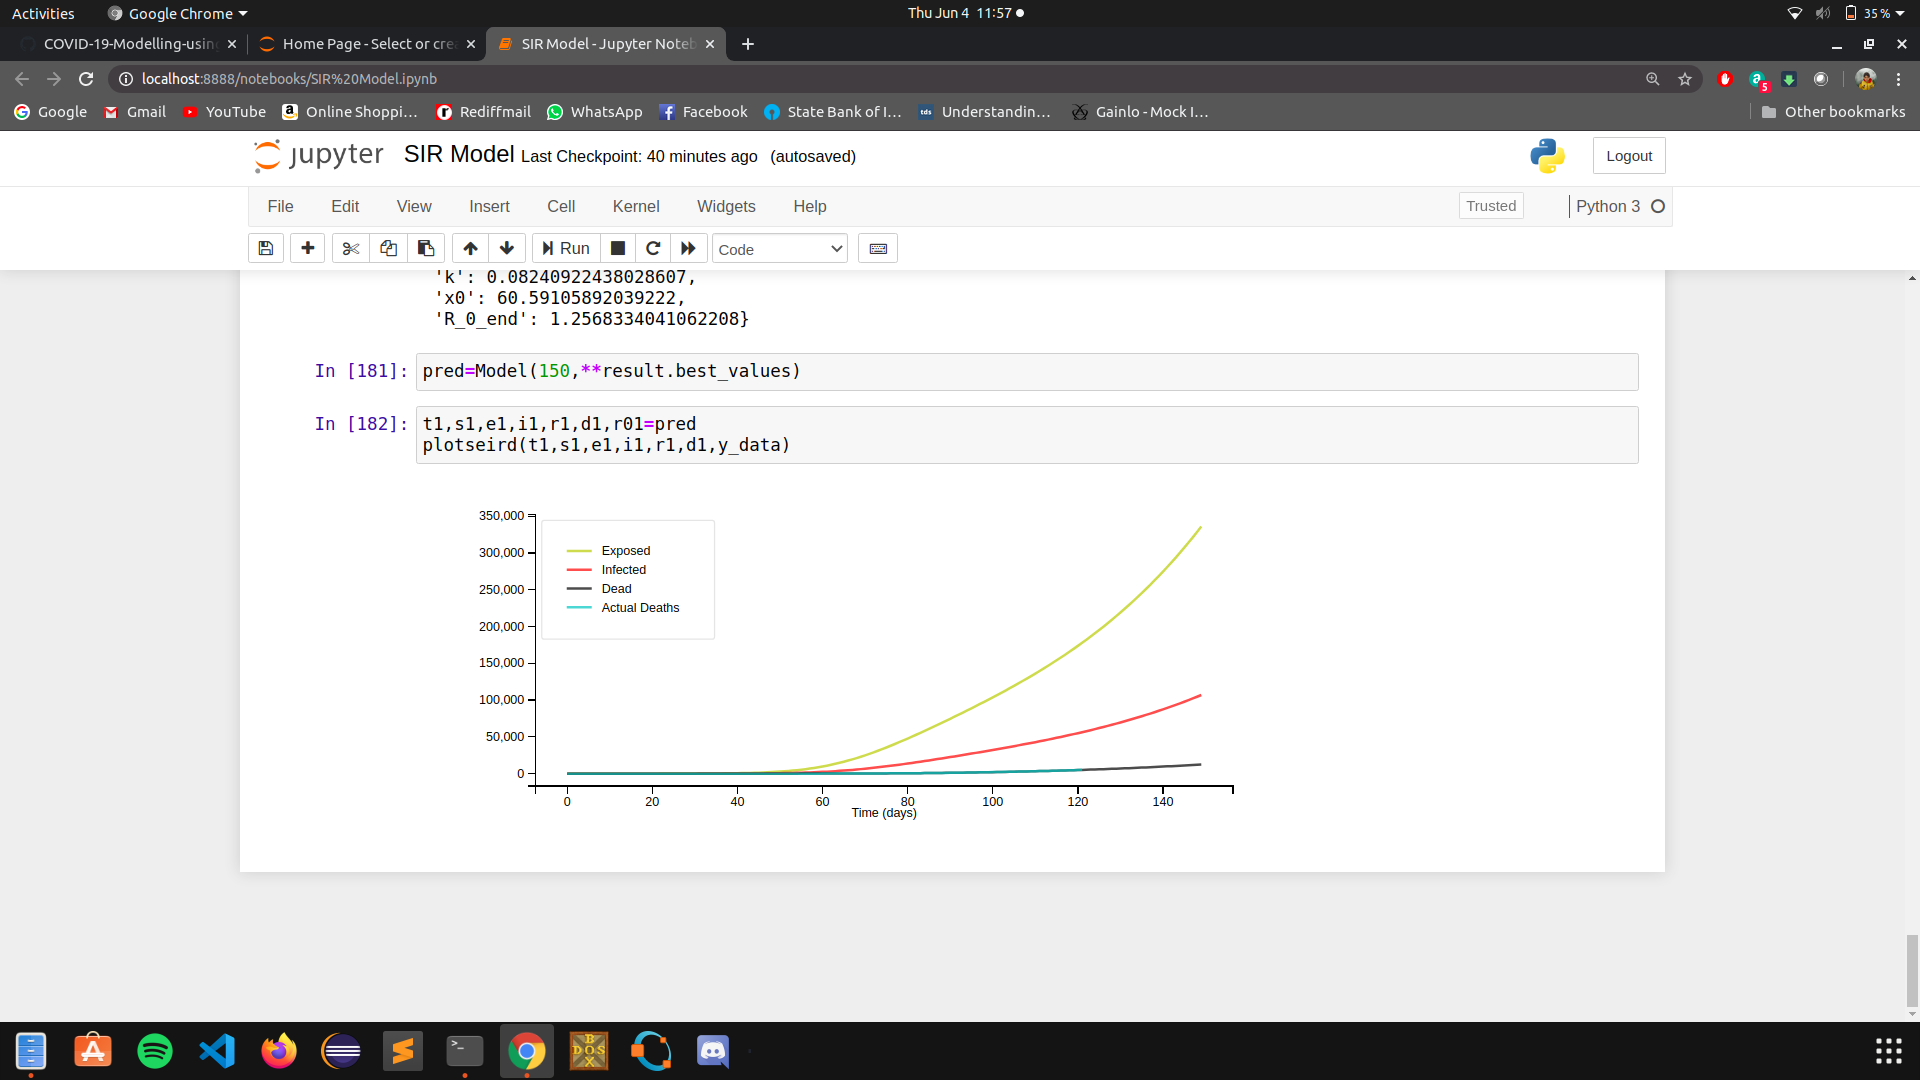 Activities
Google Chrome
Thu Jun 4 11:57
35 %
COVID-19-Modelling-using
Home Page - Select or crea
SIR Model - Jupyter Noteb
localhost:8888/notebooks/SIR%20Model.ipynb
5
Google
Gmail
YouTube
Online Shoppi...
Rediffmail
WhatsApp
Facebook
State Bank of I...
tds
Understandin...
Gainlo - Mock I...
Other bookmarks
jupyter
SIR Model Last Checkpoint: 40 minutes ago (autosaved)
Logout
File
Edit
View
Insert
Cell
Kernel
Widgets
Help
Trusted
Python 3
Run
Code
'k': 0.08240922438028607,
'x0': 60.59105892039222,
'R_0_end': 1.2568334041062208}
In [181]:
pred=Model(150,**result.best_values)
In [182]:
t1,s1,e1,i1,r1,d1,r01=pred
plotseird(t1,s1,e1,i1,r1,d1,y_data)
350,000
300,000
250,000
200,000
150,000
100,000
50,000
0
Exposed
Infected
Dead
Actual Deaths
0
20
40
60
80
100
120
140
Time (days)
>_
B
DOS
X